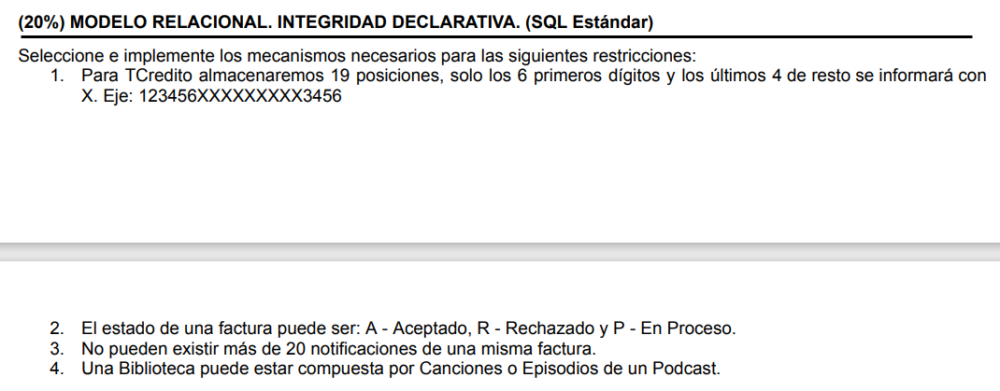 (20%) MODELO RELACIONAL. INTEGRIDAD DECLARATIVA. (SQL Estándar)
Seleccione e implemente los mecanismos necesarios para las siguientes restricciones:
1. Para TCredito almacenaremos 19 posiciones, solo los 6 primeros dígitos y los últimos 4 de resto se informará con
X. Eje: 123456XXXXXXXXX3456
2. El estado de una factura puede ser: A - Aceptado, R - Rechazado y P - En Proceso.
3. No pueden existir más de 20 notificaciones de una misma factura.
4. Una Biblioteca puede estar compuesta por Canciones o Episodios de un Podcast.